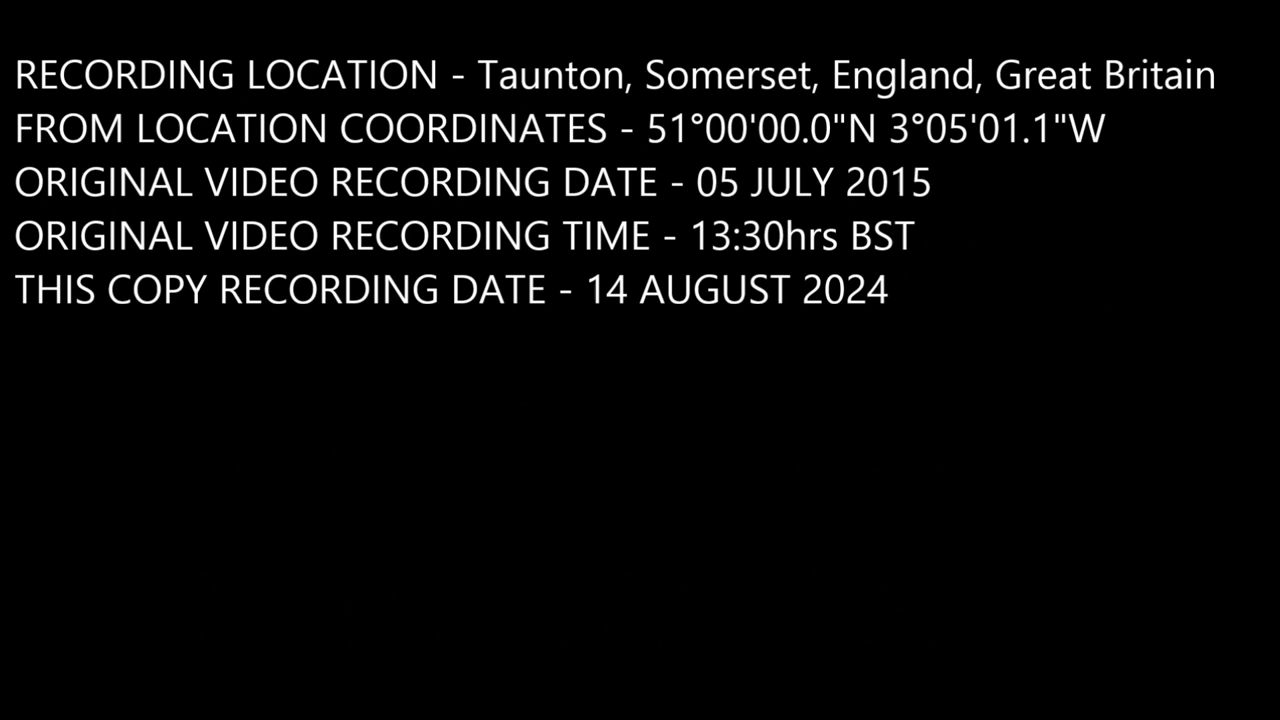 RECORDING LOCATION - Taunton, Somerset, England, Great Britain
FROM LOCATION COORDINATES - 51°00'00.0"N 3°05'01.1"W
ORIGINAL VIDEO RECORDING DATE - 05 JULY 2015
ORIGINAL VIDEO RECORDING TIME - 13:30hrs BST
THIS COPY RECORDING DATE - 14 AUGUST 2024